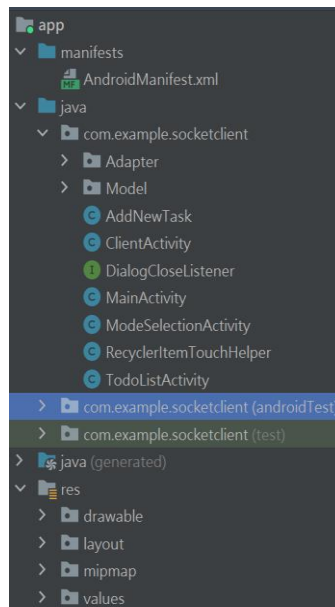 app
manifests
MF AndroidManifest.xml
java
com.example.socketclient
Adapter
Model
C AddNewTask
C ClientActivity
I DialogCloseListener
C MainActivity
C ModeSelectionActivity
C RecyclerItemTouchHelper
C TodoListActivity
com.example.socketclient (androidTest)
com.example.socketclient (test)
java (generated)
res
drawable
layout
mipmap
values